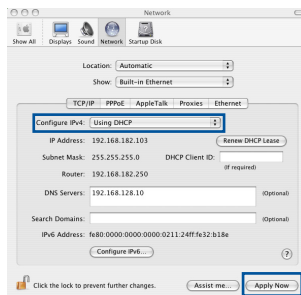 Network
Show All Displays Sound Network Startup Disk
Location: Automatic
Show: Built-in Ethernet
TCP/IP PPPoE AppleTalk Proxies Ethernet
Configure IPv4: Using DHCP
IP Address: 192.168.182.103 Renew DHCP Lease
Subnet Mask: 255.255.255.0 DHCP Client ID:
(If required)
Router: 192.168.182.250
DNS Servers: 192.168.128.10 (Optional)
Search Domains: (Optional)
IPv6 Address: fe80:0000:0000:0000:0211:24ff:fe32:b18e
Configure IPv6... ?
Click the lock to prevent further changes. Assist me... Apply Now